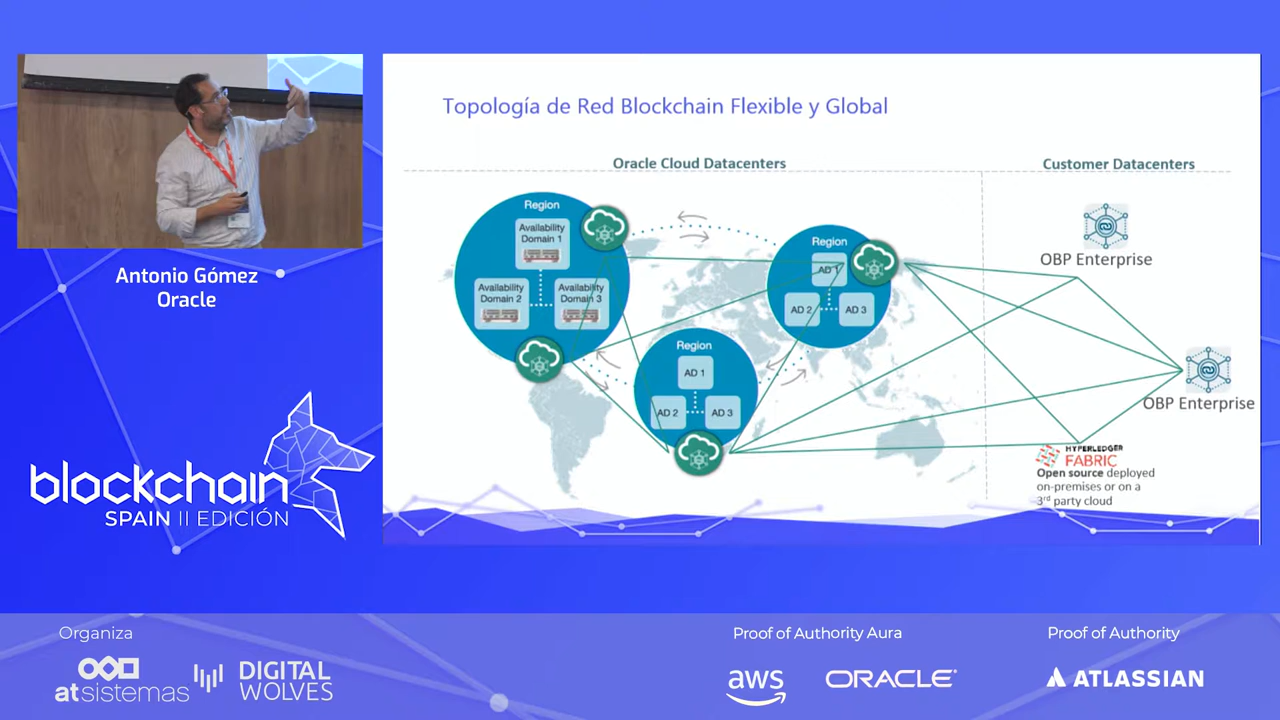 Topología de Red Blockchain Flexible y Global
Oracle Cloud Datacenters
Customer Datacenters
Region
Availability
Domain 1
Availability
Domain 2
Availability
Domain 3
Region
AD 1
AD 2
AD 3
Region
AD 1
AD 2
AD 3
OBP Enterprise
OBP Enterprise
HYPERLEDGER
FABRIC
Open source deployed
on-premises or on a
3rd party cloud
Antonio Gómez
Oracle
blockchain
SPAIN II EDICIÓN
Organiza
atsistemas
DIGITAL
WOLVES
Proof of Authority Aura
aws
ORACLE
Proof of Authority
ATLASSIAN